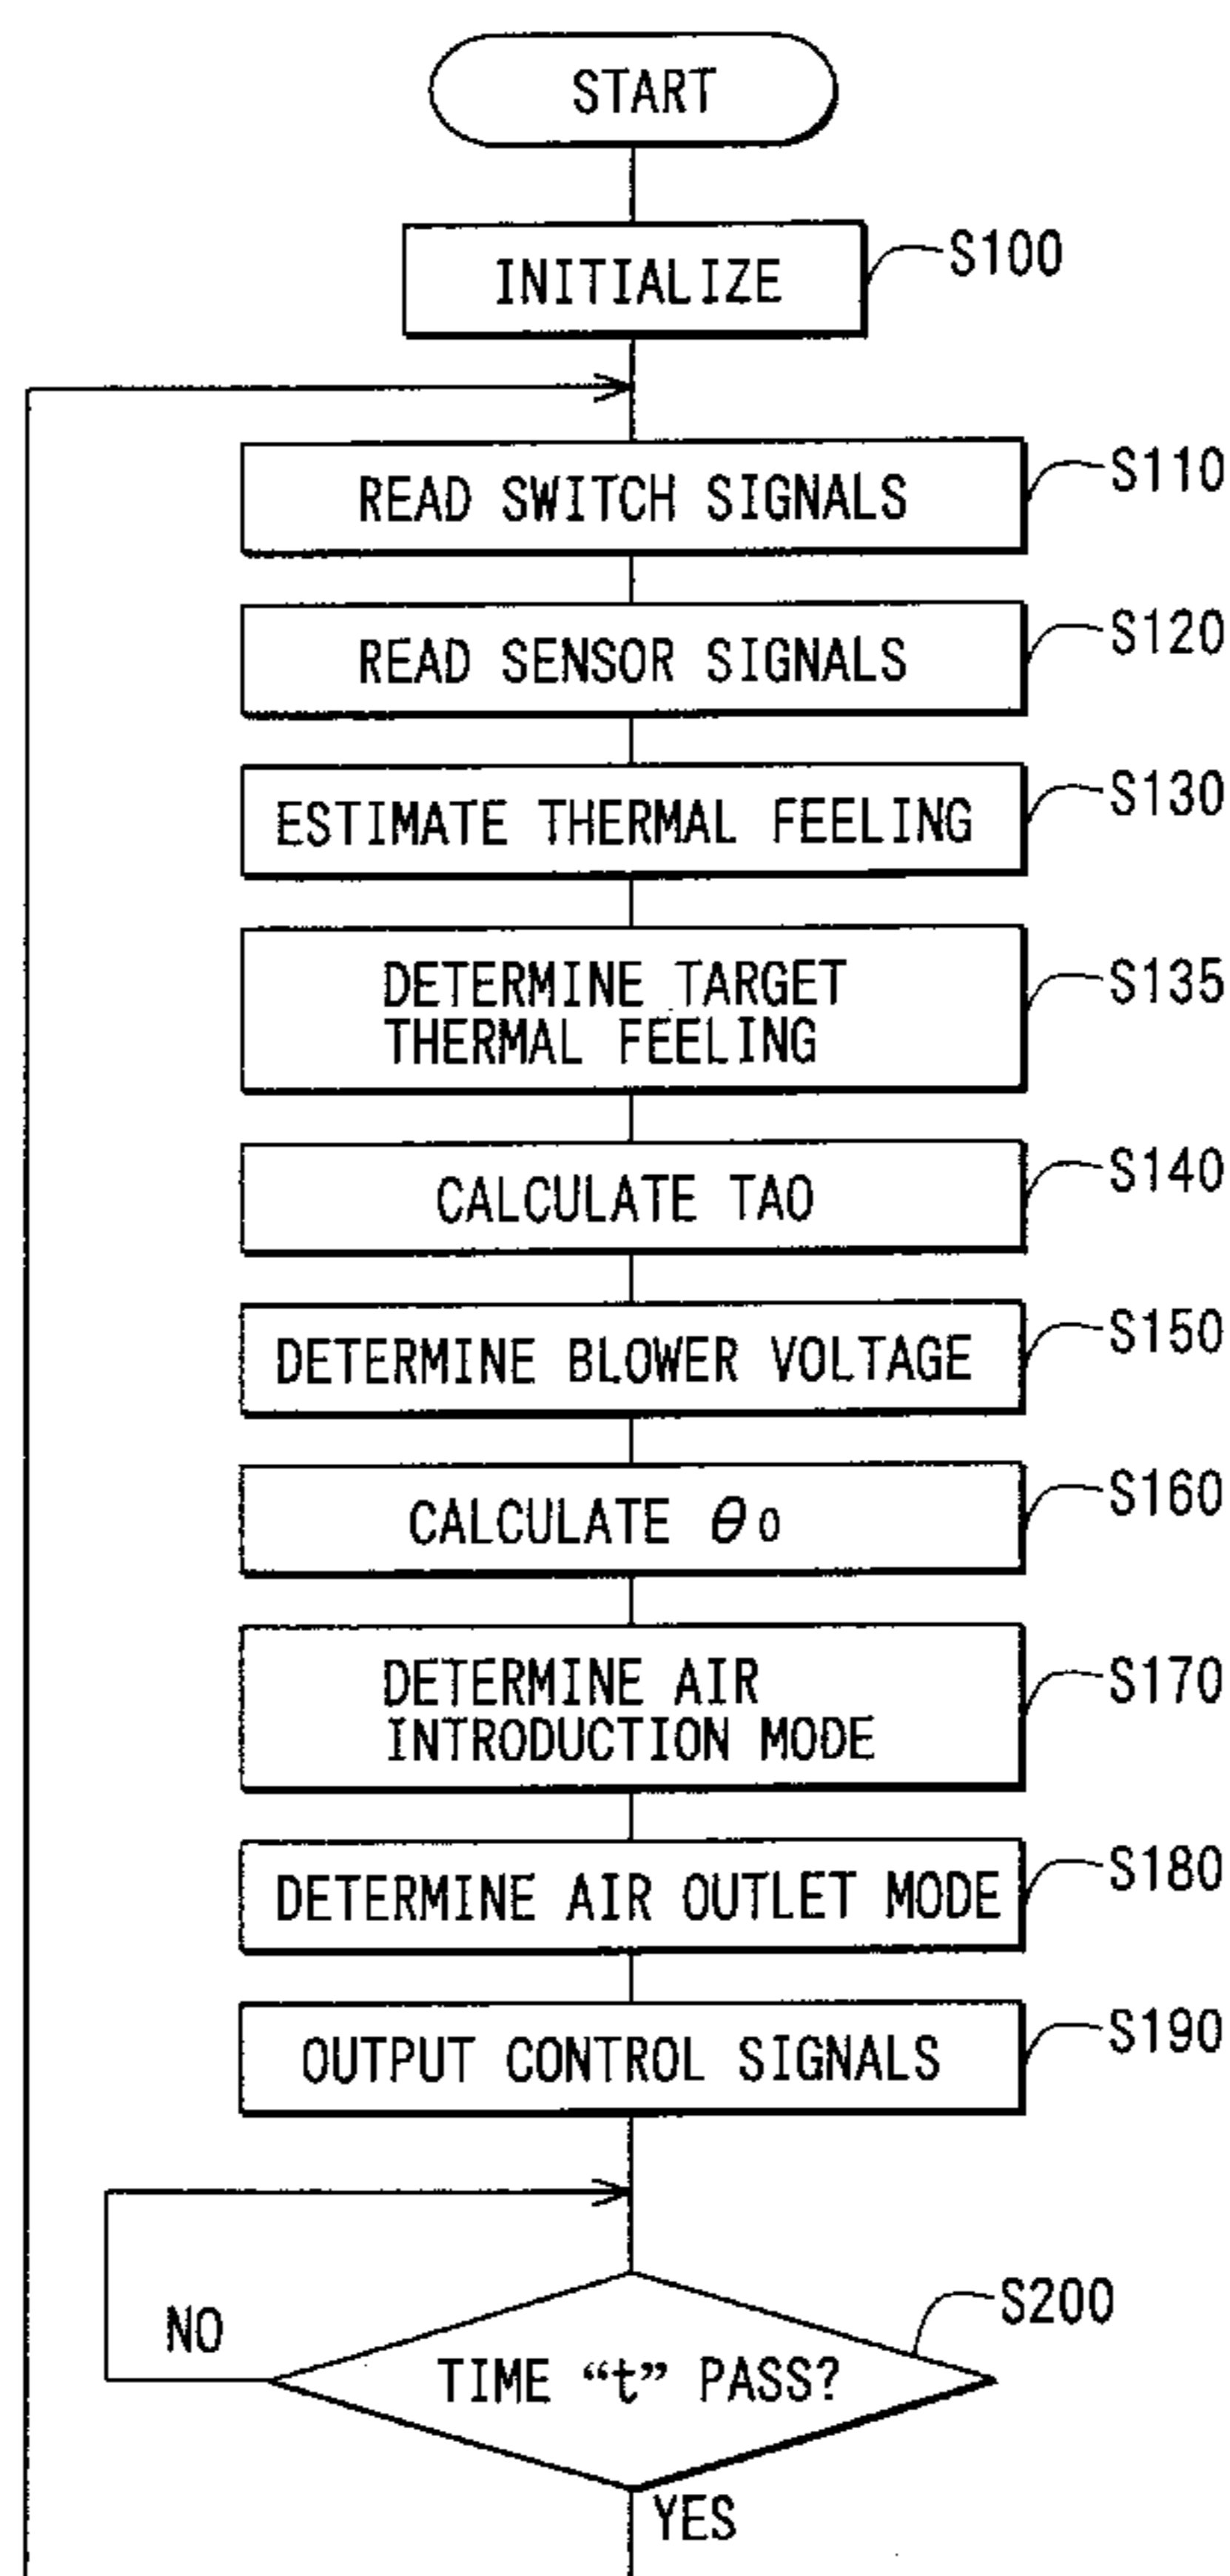 START
INITIALIZE
S100
READ SWITCH SIGNALS
S110
READ SENSOR SIGNALS
S120
ESTIMATE THERMAL FEELING
S130
DETERMINE TARGET
THERMAL FEELING
S135
CALCULATE TAO
S140
DETERMINE BLOWER VOLTAGE
S150
CALCULATE θ0
S160
DETERMINE AIR
INTRODUCTION MODE
S170
DETERMINE AIR OUTLET MODE
S180
OUTPUT CONTROL SIGNALS
S190
S200
NO
TIME “t” PASS?
YES